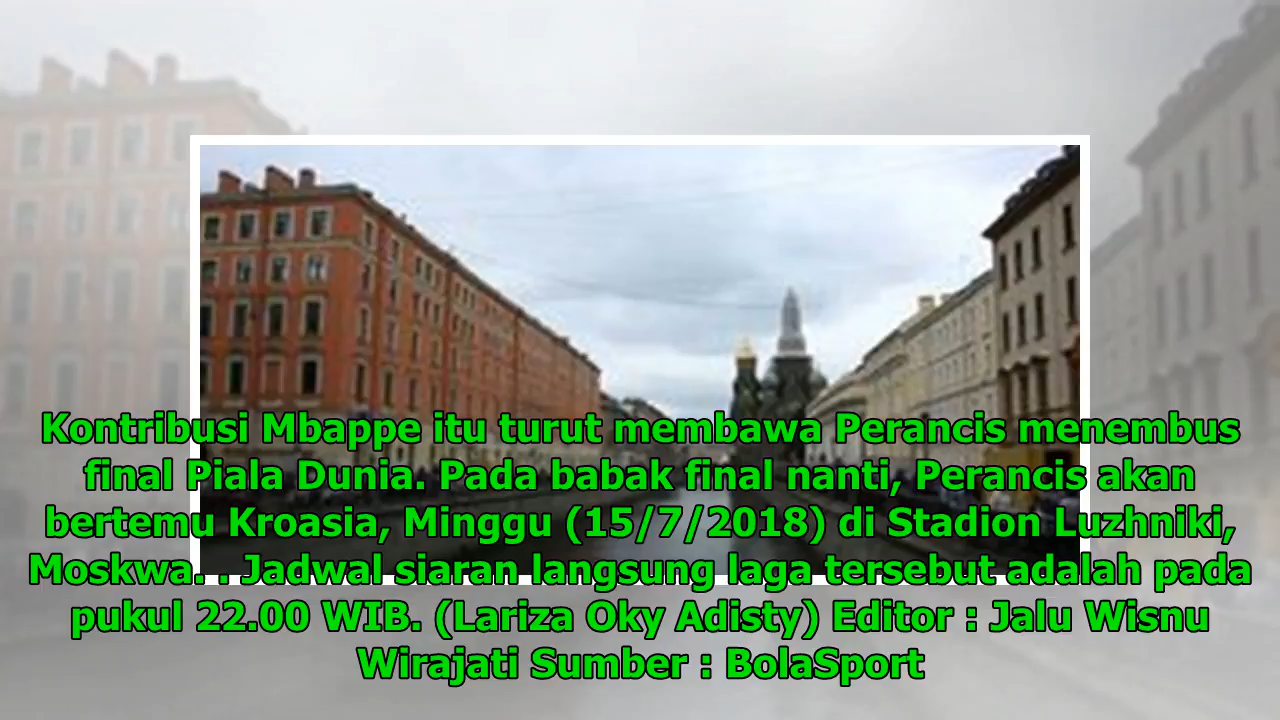 Kontribusi Mbappe itu turut membawa Perancis menembus
final Piala Dunia. Pada babak final nanti, Perancis akan
bertemu Kroasia, Minggu (15/7/2018) di Stadion Luzhniki,
Moskwa. . Jadwal siaran langsung laga tersebut adalah pada
pukul 22.00 WIB. (Lariza Oky Adisty) Editor : Jalu Wisnu
Wirajati Sumber : BolaSport